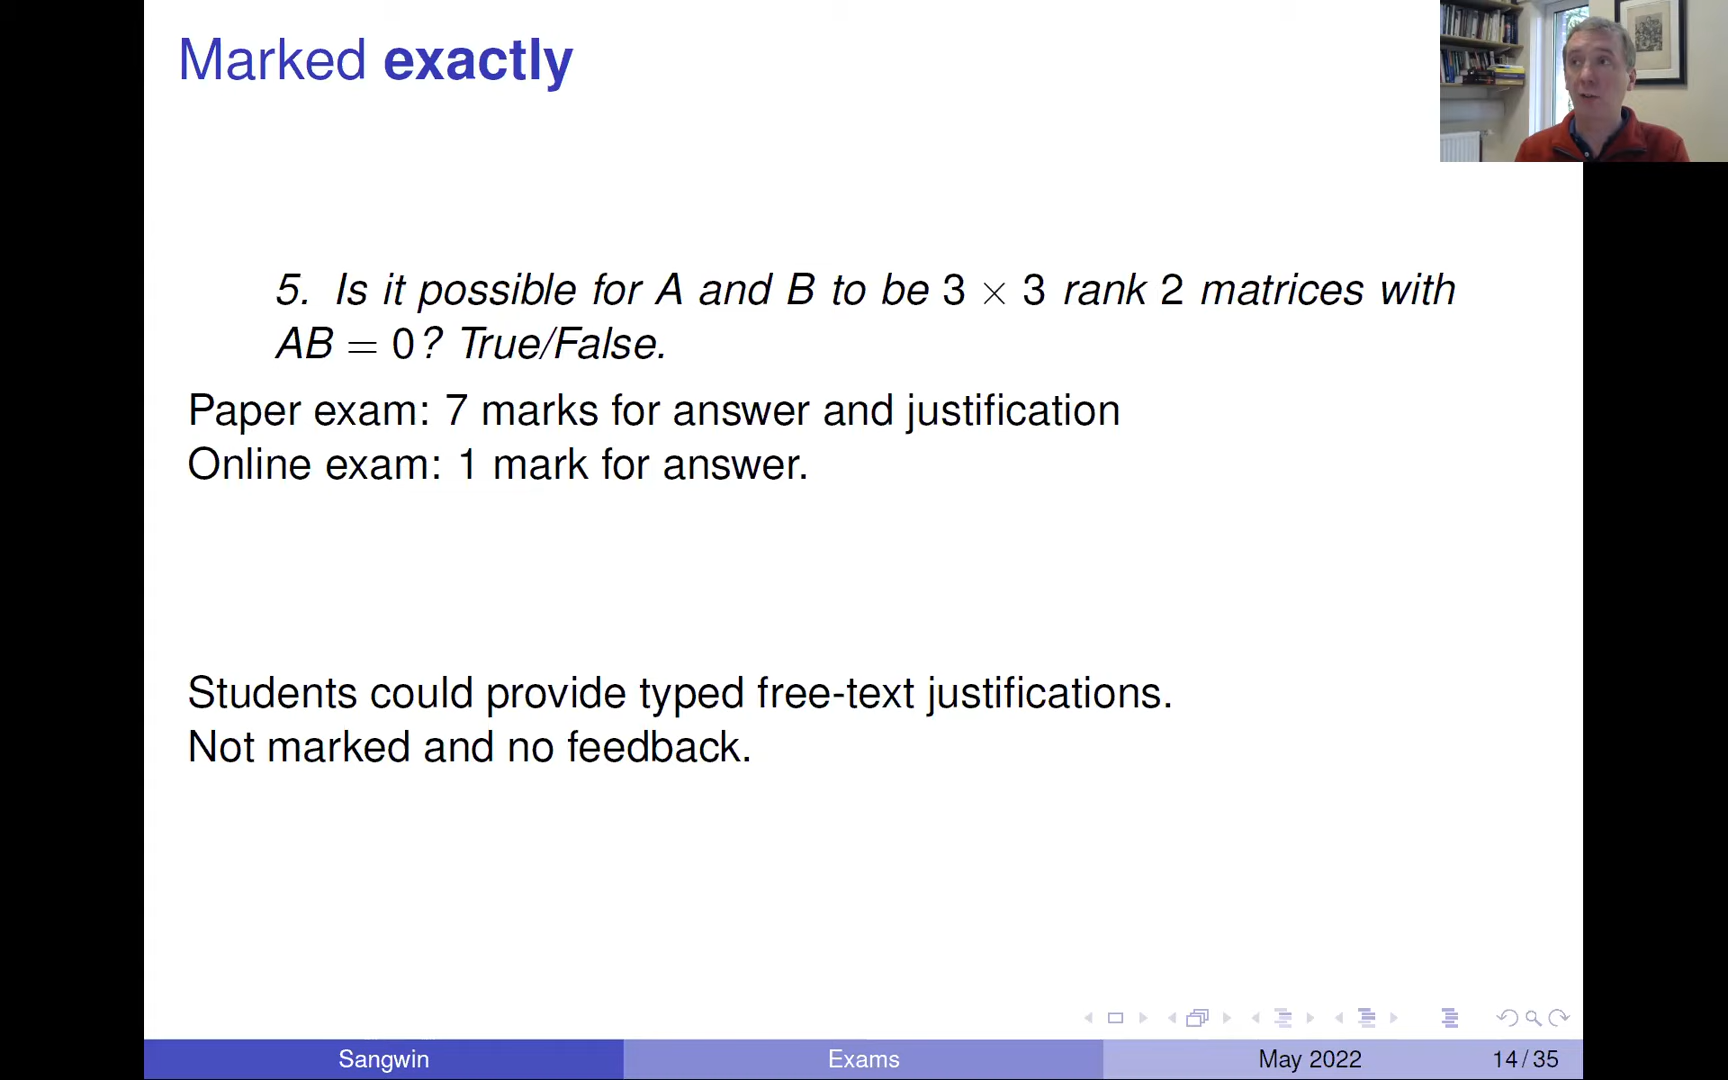 Marked exactly
5. Is it possible for A and B to be 3 × 3 rank 2 matrices with
AB = 0? True/False.
Paper exam: 7 marks for answer and justification
Online exam: 1 mark for answer.
Students could provide typed free-text justifications.
Not marked and no feedback.
Sangwin
Exams
May 2022
14 / 35